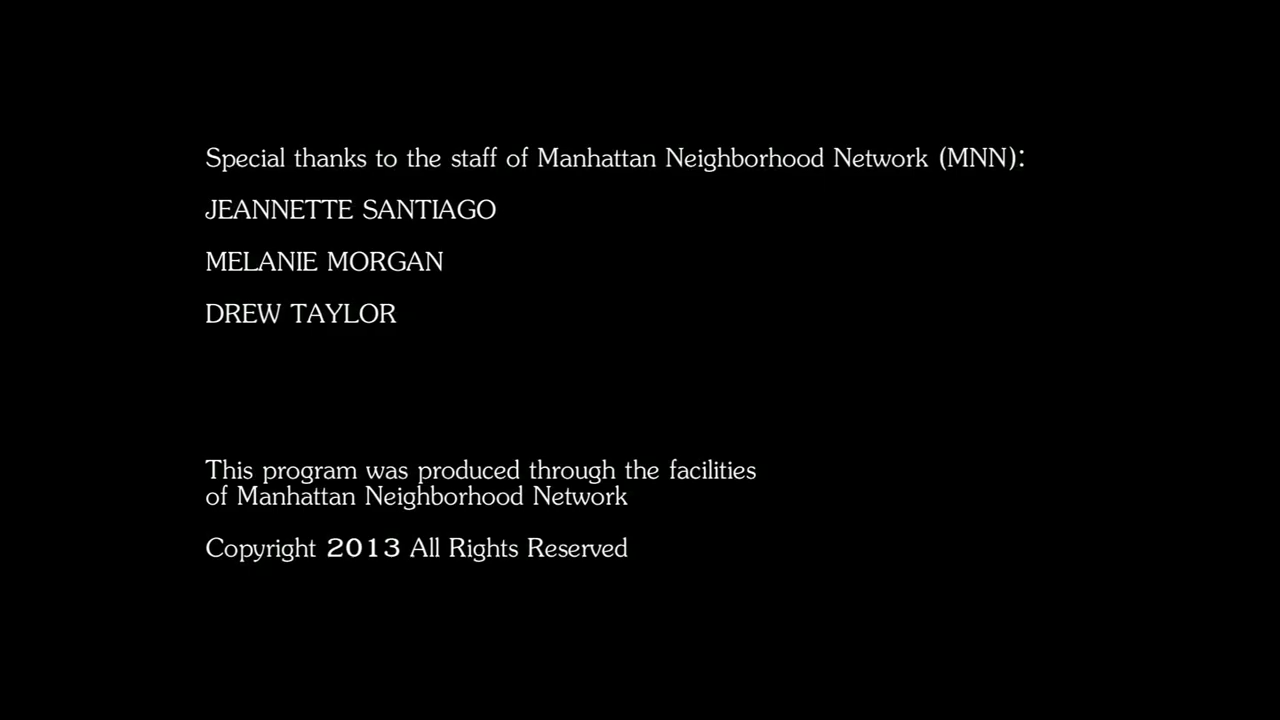 Special thanks to the staff of Manhattan Neighborhood Network (MNN):
JEANNETTE SANTIAGO
MELANIE MORGAN
DREW TAYLOR
This program was produced through the facilities
of Manhattan Neighborhood Network
Copyright 2013 All Rights Reserved